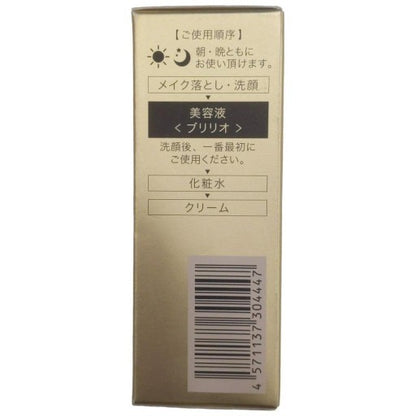 【ご使用順序】
朝・晩ともに
お使い頂けます。
メイク落とし・洗顔
美容液
<ブリリオ>
洗顔後、一番最初に
ご使用ください。
化粧水
クリーム
4 571137 304447